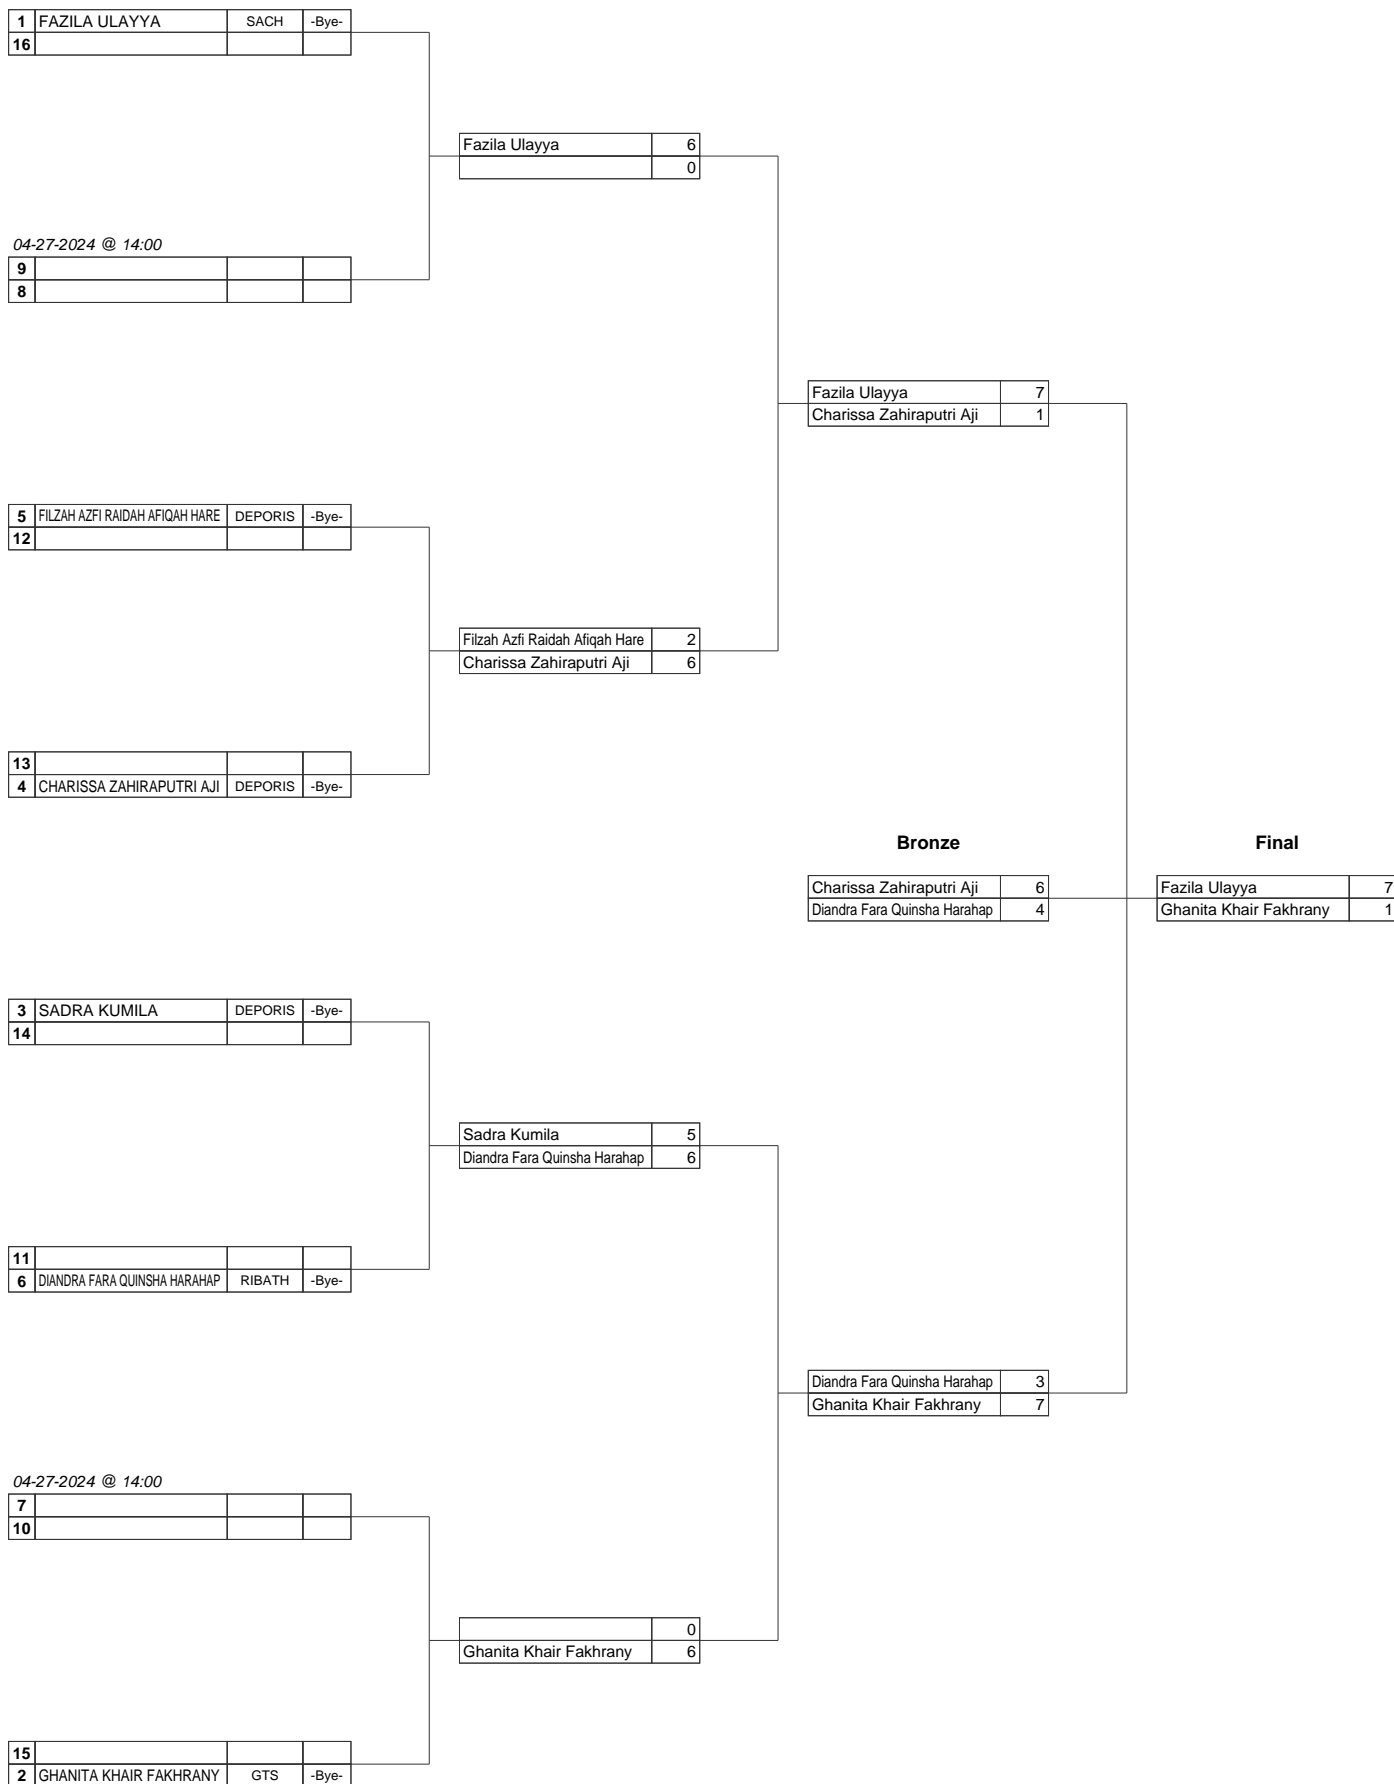 1 FAZILA ULAYYA SACH -Bye-
16
Fazila Ulayya 6
0
04-27-2024 @ 14:00
9
8
Fazila Ulayya 7
Charissa Zahiraputri Aji 1
5 FILZAH AZFI RAIDAH AFIQAH HARE DEPORIS -Bye-
12
Filzah Azfi Raidah Afiqah Hare 2
Charissa Zahiraputri Aji 6
13
4 CHARISSA ZAHIRAPUTRI AJI DEPORIS -Bye-
Bronze Final
Charissa Zahiraputri Aji 6 Fazila Ulayya 7
Diandra Fara Quinsha Harahap 4 Ghanita Khair Fakhrany 1
3 SADRA KUMILA DEPORIS -Bye-
14
Sadra Kumila 5
Diandra Fara Quinsha Harahap 6
11
6 DIANDRA FARA QUINSHA HARAHAP RIBATH -Bye-
Diandra Fara Quinsha Harahap 3
Ghanita Khair Fakhrany 7
04-27-2024 @ 14:00
7
10
0
Ghanita Khair Fakhrany 6
15
2 GHANITA KHAIR FAKHRANY GTS -Bye-